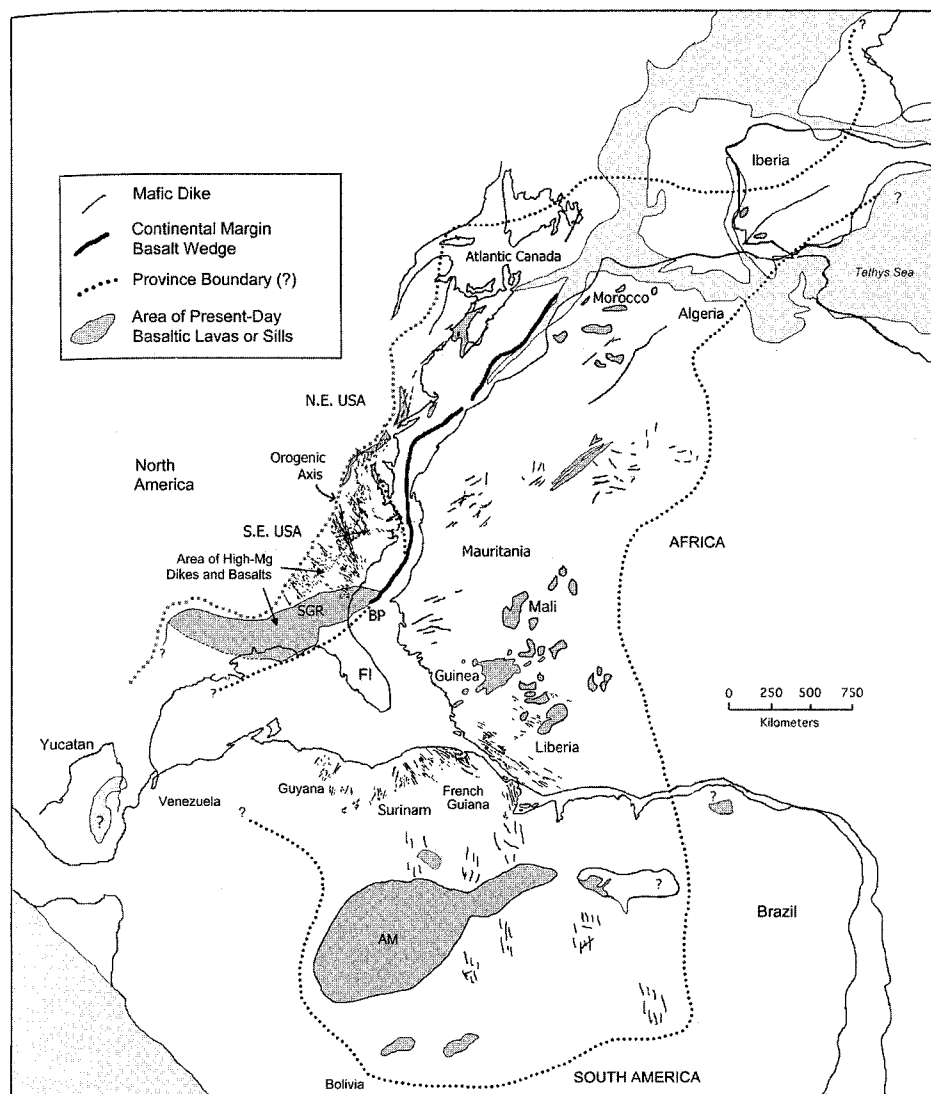 Mafic Dike
Continental Margin
Basalt Wedge
Province Boundary (?)
Area of Present-Day
Basaltic Lavas or Sills
?
Iberia
?
Tethys Sea
Atlantic Canada
Morocco
Algeria
N.E. USA
North
America
Orogenic
Axis
S.E. USA
Area of High-Mg
Dikes and Basalts
Mauritania
AFRICA
SGR
BP
Mali
?
Fl
Guinea
?
0 250 500 750
Kilometers
Liberia
Yucatan
?
Venezuela
Guyana
Surinam
French
Guiana
?
?
?
AM
Brazil
Bolivia
SOUTH AMERICA